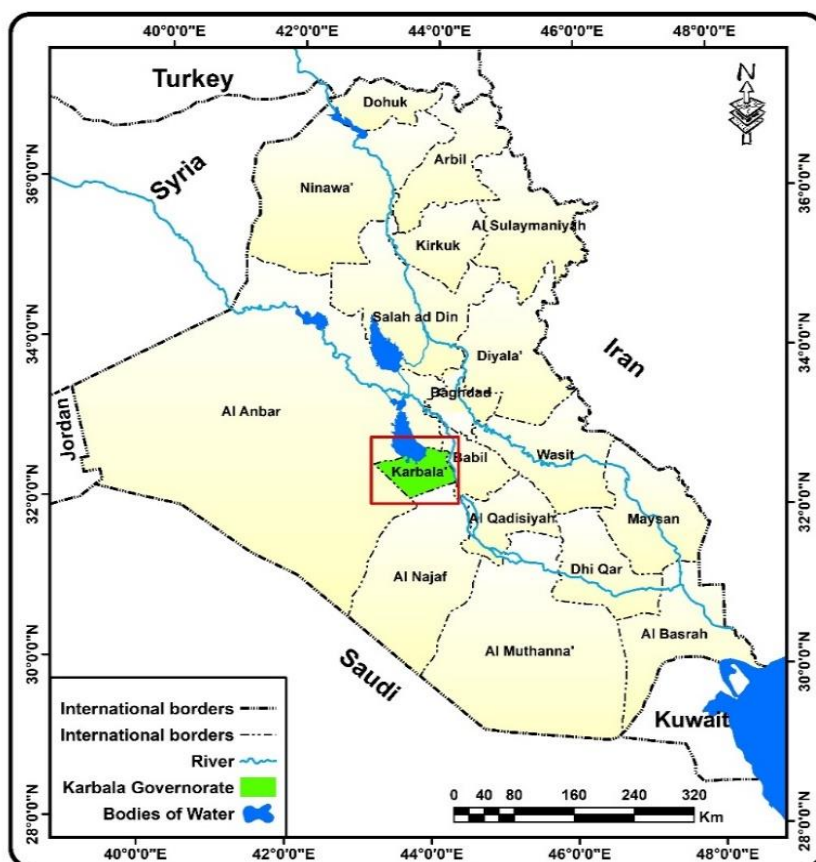 40°0'0"E 42°0'0"E 44°0'0"E 46°0'0"E 48°0'0"E
Turkey
N
Dohuk
Syria
Arbil
Ninawa'
36°0'0"N
36°0'0"N
Al Sulaymaniyah
Kirkuk
Salah ad Din
34°0'0"N
34°0'0"N
Diyala'
Iran
Baghdad
Jordan
Al Anbar
Babil
Wasit
Karbala'
32°0'0"N
32°0'0"N
Al Qadisiyah
Maysan
Al Najaf
Dhi Qar
Al Basrah
Al Muthanna'
30°0'0"N
30°0'0"N
Saudi
Kuwait
International borders
International borders
River
Karbala Governorate
Bodies of Water
0 20 40 80 160 240 320
Km
28°0'0"N
28°0'0"N
40°0'0"E 42°0'0"E 44°0'0"E 46°0'0"E 48°0'0"E